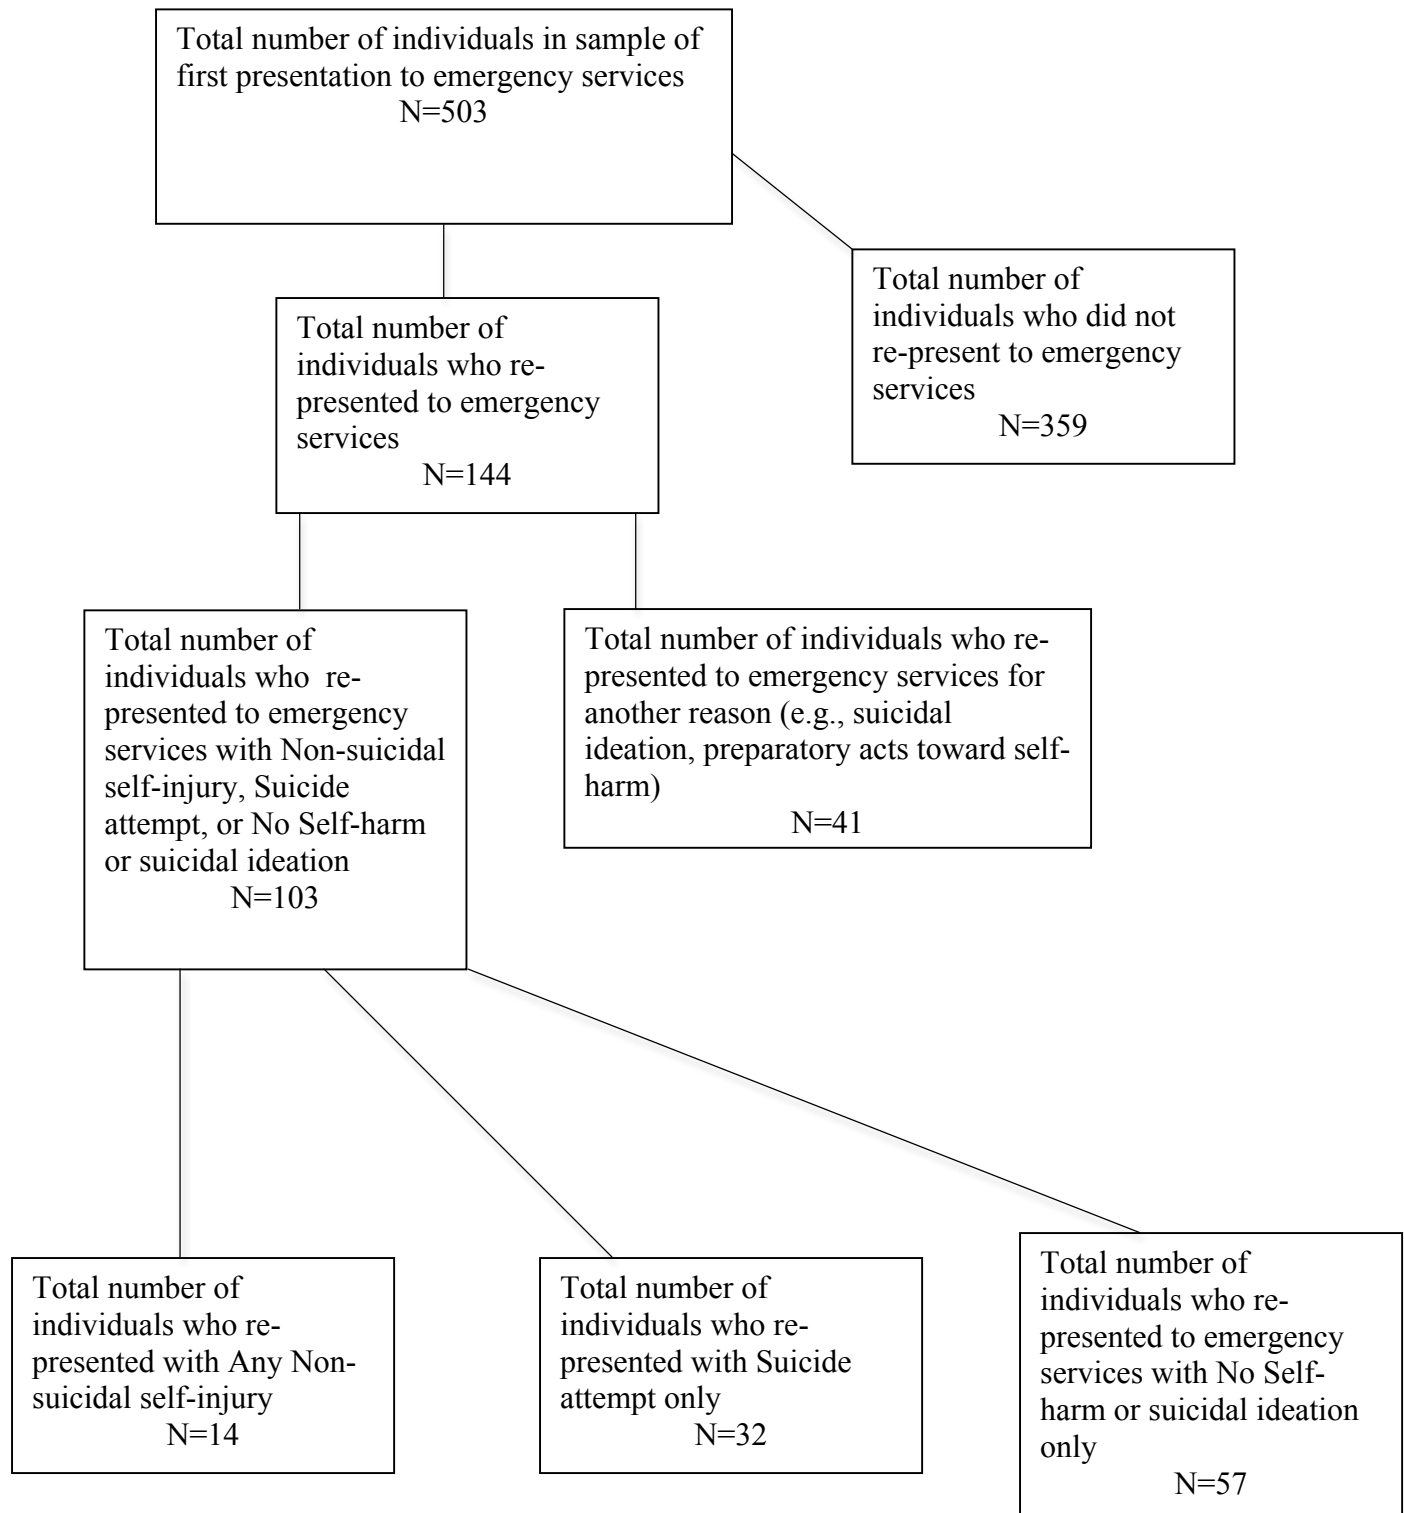 Total number of individuals in sample of
first presentation to emergency services
N=503
Total number of
individuals who did not
re-present to emergency
services
N=359
Total number of
individuals who re-
presented to emergency
services
N=144
Total number of
individuals who  re-
presented to emergency
services with Non-suicidal
self-injury, Suicide
attempt, or No Self-harm
or suicidal ideation
N=103
Total number of individuals who re-
presented to emergency services for
another reason (e.g., suicidal
ideation, preparatory acts toward self-
harm)
N=41
Total number of
individuals who re-
presented with Any Non-
suicidal self-injury
N=14
Total number of
individuals who re-
presented with Suicide
attempt only
N=32
Total number of
individuals who re-
presented to emergency
services with No Self-
harm or suicidal ideation
only
N=57